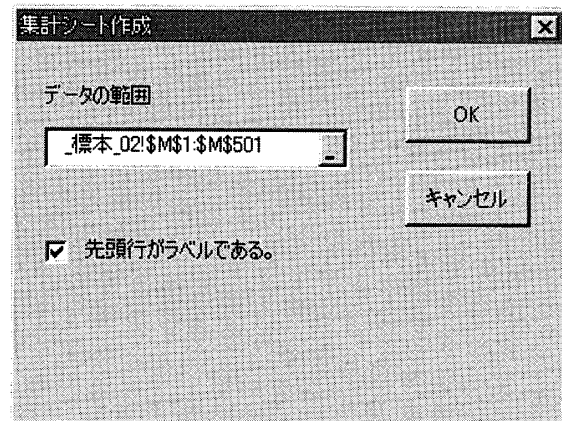 集計シート作成
データの範囲
OK
_標本_02!$M$1:$M$501
キャンセル
先頭行がラベルである。